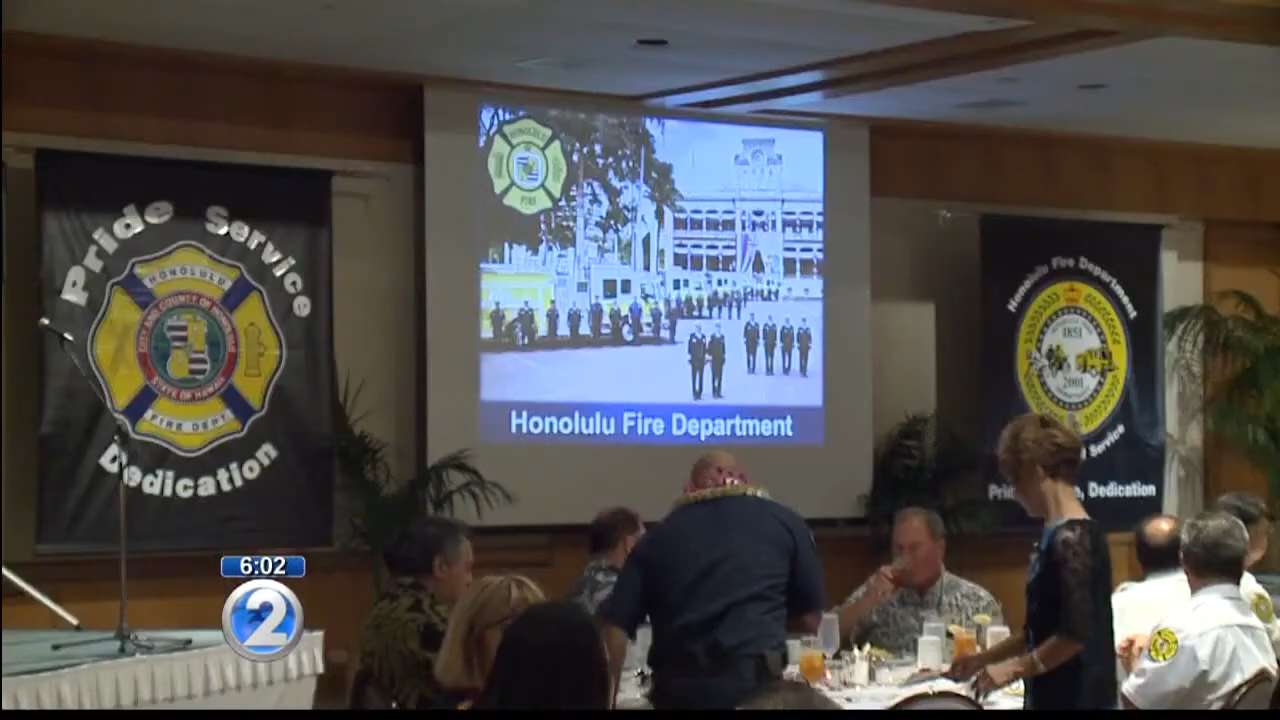 Pride Service
HONOLULU
CITY AND COUNTY OF HONOLULU
STATE OF HAWAII
FIRE DEPT
Dedication
HONOLULU
FIRE
Honolulu Fire Department
Honolulu Fire Department
1851
2001
Service
Dedication
6:02
2